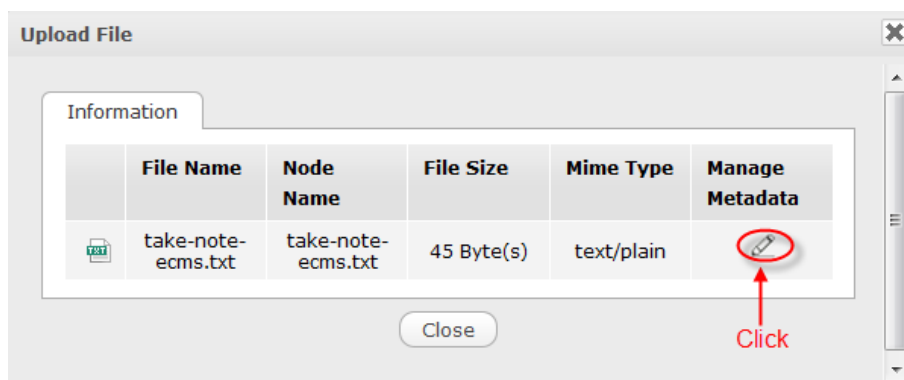 Upload File
Information
File Name Node Name File Size Mime Type Manage Metadata
TXT take-note-ecms.txt take-note-ecms.txt 45 Byte(s) text/plain
Close
Click